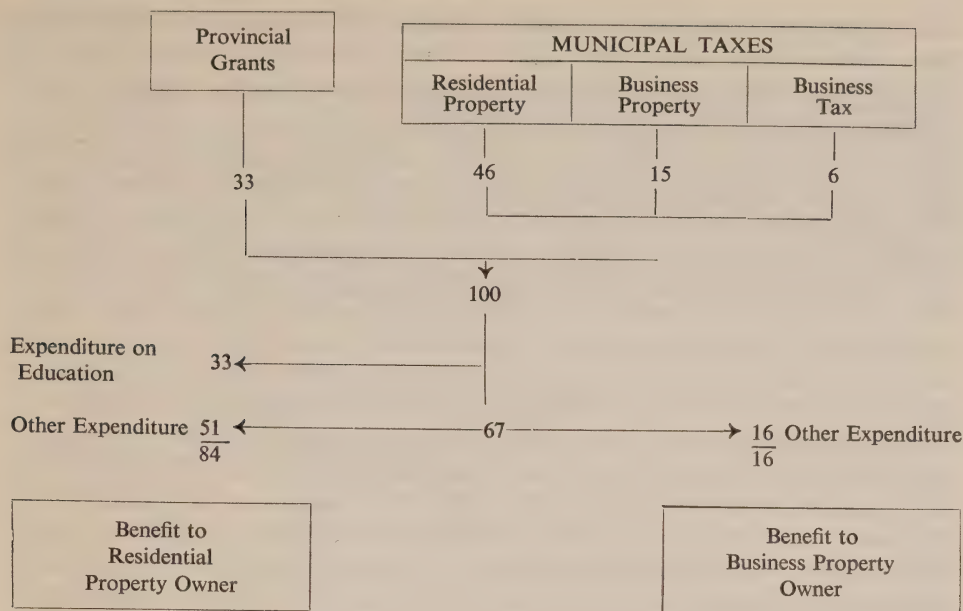 Provincial
Grants
MUNICIPAL TAXES
Residential
Property
Business
Property
Business
Tax
33
46
15
6
100
Expenditure on
Education
33
Other Expenditure 51
84
67
16 Other Expenditure
16
Benefit to
Residential
Property Owner
Benefit to
Business Property
Owner